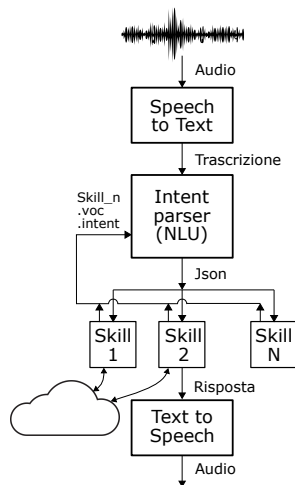 Audio
Speech
to Text
Trascrizione
Skill_n
.voc
.intent
Intent
parser
(NLU)
Json
Skill
1
Skill
2
Skill
N
Risposta
Text to
Speech
Audio